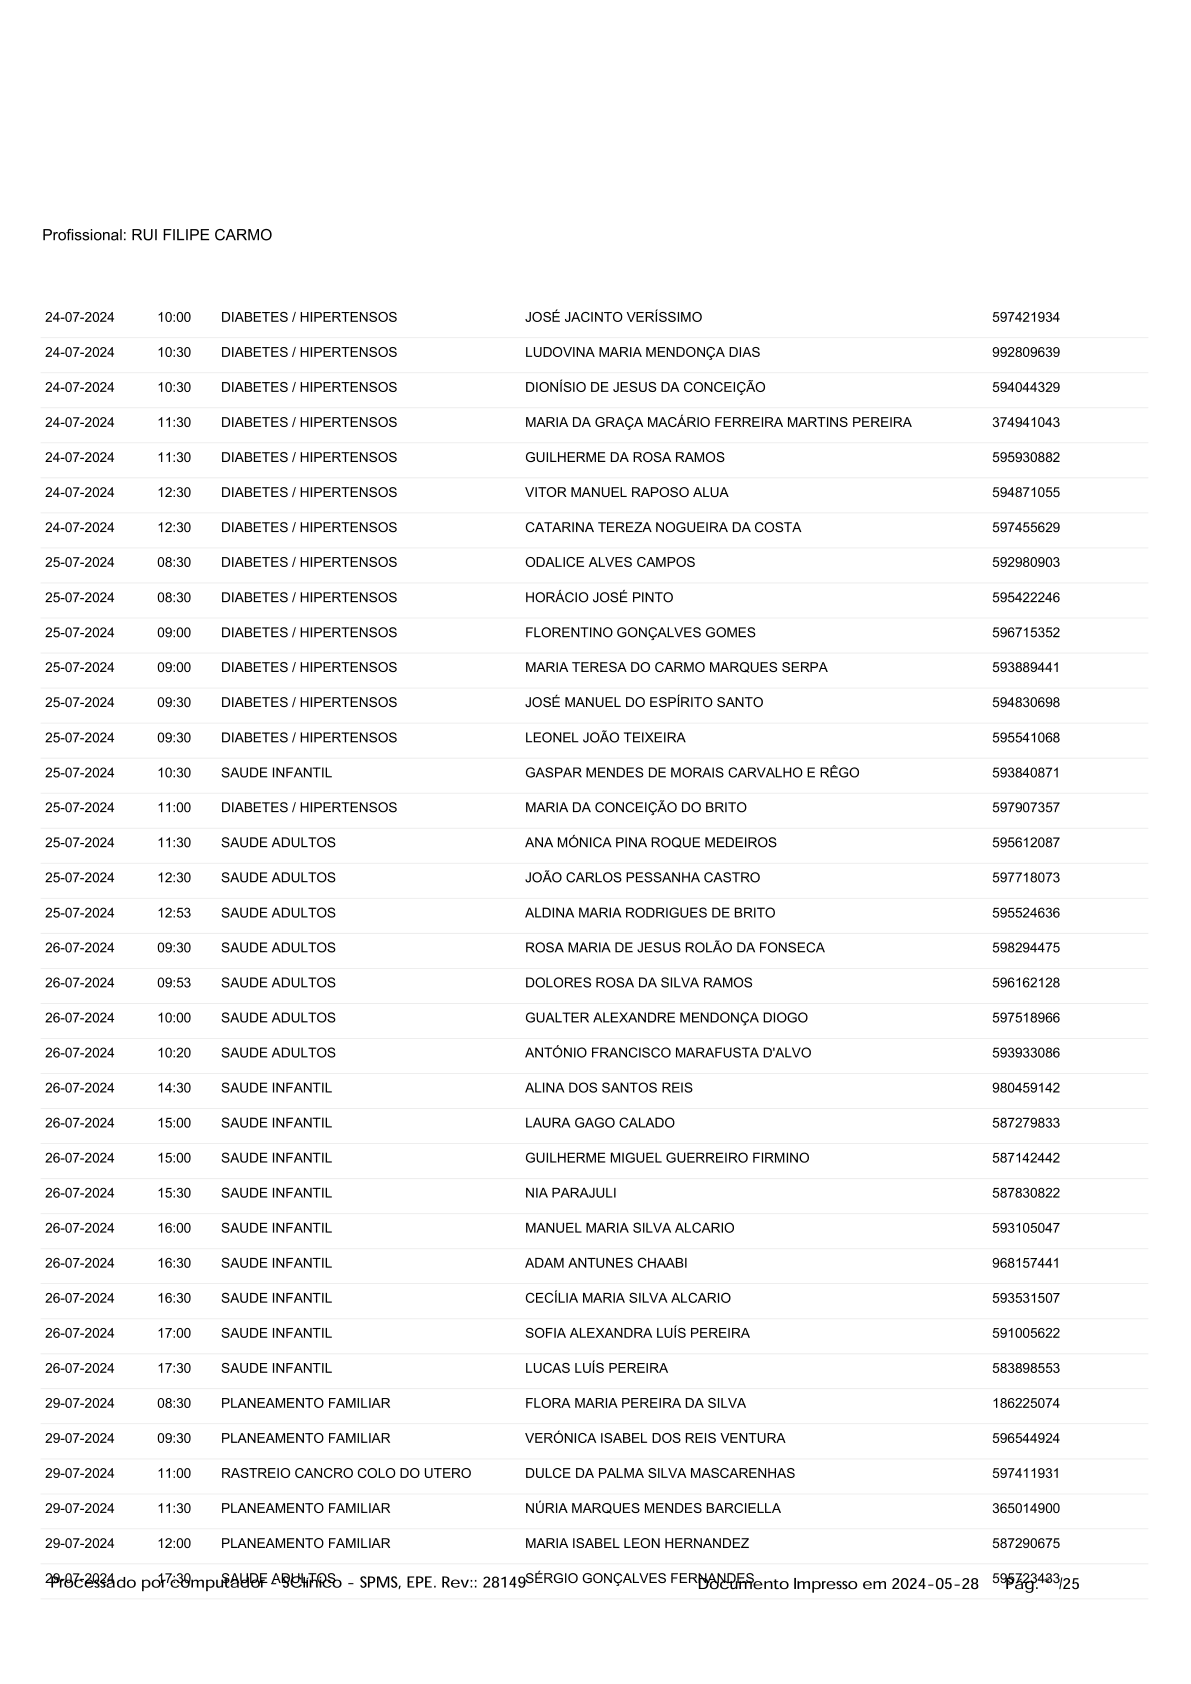 Profissional: RUI FILIPE CARMO
24-07-2024 10:00 DIABETES / HIPERTENSOS JOSÉ JACINTO VERÍSSIMO 597421934
24-07-2024 10:30 DIABETES / HIPERTENSOS LUDOVINA MARIA MENDONÇA DIAS 992809639
24-07-2024 10:30 DIABETES / HIPERTENSOS DIONÍSIO DE JESUS DA CONCEIÇÃO 594044329
24-07-2024 11:30 DIABETES / HIPERTENSOS MARIA DA GRAÇA MACÁRIO FERREIRA MARTINS PEREIRA 374941043
24-07-2024 11:30 DIABETES / HIPERTENSOS GUILHERME DA ROSA RAMOS 595930882
24-07-2024 12:30 DIABETES / HIPERTENSOS VITOR MANUEL RAPOSO ALUA 594871055
24-07-2024 12:30 DIABETES / HIPERTENSOS CATARINA TEREZA NOGUEIRA DA COSTA 597455629
25-07-2024 08:30 DIABETES / HIPERTENSOS ODALICE ALVES CAMPOS 592980903
25-07-2024 08:30 DIABETES / HIPERTENSOS HORÁCIO JOSÉ PINTO 595422246
25-07-2024 09:00 DIABETES / HIPERTENSOS FLORENTINO GONÇALVES GOMES 596715352
25-07-2024 09:00 DIABETES / HIPERTENSOS MARIA TERESA DO CARMO MARQUES SERPA 593889441
25-07-2024 09:30 DIABETES / HIPERTENSOS JOSÉ MANUEL DO ESPÍRITO SANTO 594830698
25-07-2024 09:30 DIABETES / HIPERTENSOS LEONEL JOÃO TEIXEIRA 595541068
25-07-2024 10:30 SAUDE INFANTIL GASPAR MENDES DE MORAIS CARVALHO E RÊGO 593840871
25-07-2024 11:00 DIABETES / HIPERTENSOS MARIA DA CONCEIÇÃO DO BRITO 597907357
25-07-2024 11:30 SAUDE ADULTOS ANA MÓNICA PINA ROQUE MEDEIROS 595612087
25-07-2024 12:30 SAUDE ADULTOS JOÃO CARLOS PESSANHA CASTRO 597718073
25-07-2024 12:53 SAUDE ADULTOS ALDINA MARIA RODRIGUES DE BRITO 595524636
26-07-2024 09:30 SAUDE ADULTOS ROSA MARIA DE JESUS ROLÃO DA FONSECA 598294475
26-07-2024 09:53 SAUDE ADULTOS DOLORES ROSA DA SILVA RAMOS 596162128
26-07-2024 10:00 SAUDE ADULTOS GUALTER ALEXANDRE MENDONÇA DIOGO 597518966
26-07-2024 10:20 SAUDE ADULTOS ANTÓNIO FRANCISCO MARAFUSTA D'ALVO 593933086
26-07-2024 14:30 SAUDE INFANTIL ALINA DOS SANTOS REIS 980459142
26-07-2024 15:00 SAUDE INFANTIL LAURA GAGO CALADO 587279833
26-07-2024 15:00 SAUDE INFANTIL GUILHERME MIGUEL GUERREIRO FIRMINO 587142442
26-07-2024 15:30 SAUDE INFANTIL NIA PARAJULI 587830822
26-07-2024 16:00 SAUDE INFANTIL MANUEL MARIA SILVA ALCARIO 593105047
26-07-2024 16:30 SAUDE INFANTIL ADAM ANTUNES CHAABI 968157441
26-07-2024 16:30 SAUDE INFANTIL CECÍLIA MARIA SILVA ALCARIO 593531507
26-07-2024 17:00 SAUDE INFANTIL SOFIA ALEXANDRA LUÍS PEREIRA 591005622
26-07-2024 17:30 SAUDE INFANTIL LUCAS LUÍS PEREIRA 583898553
29-07-2024 08:30 PLANEAMENTO FAMILIAR FLORA MARIA PEREIRA DA SILVA 186225074
29-07-2024 09:30 PLANEAMENTO FAMILIAR VERÓNICA ISABEL DOS REIS VENTURA 596544924
29-07-2024 11:00 RASTREIO CANCRO COLO DO UTERO DULCE DA PALMA SILVA MASCARENHAS 597411931
29-07-2024 11:30 PLANEAMENTO FAMILIAR NÚRIA MARQUES MENDES BARCIELLA 365014900
29-07-2024 12:00 PLANEAMENTO FAMILIAR MARIA ISABEL LEON HERNANDEZ 587290675
29-07-2024 17:30 SAUDE ADULTOS SÉRGIO GONÇALVES FERNANDES
Processado por computador - SClínico - SPMS, EPE. Rev:: 28149 Documento Impresso em 2024-05-28 Pág. /25